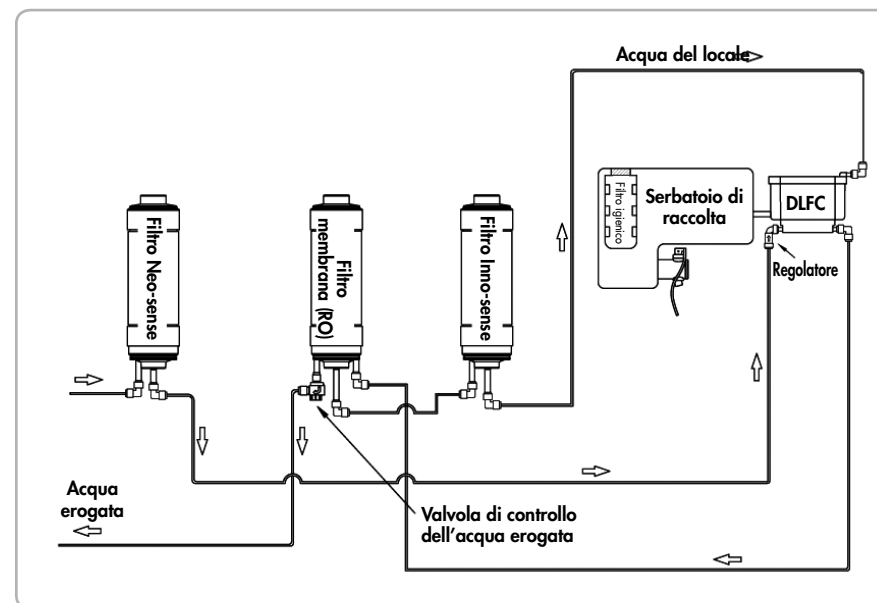 Acqua del locale
Filtro Neo-sense
Filtro
membrana (RO)
Filtro Inno-sense
Filtro igienico
Serbatoio di
raccolta
DLFC
Regolatore
Acqua
erogata
Valvola di controllo
dell'acqua erogata